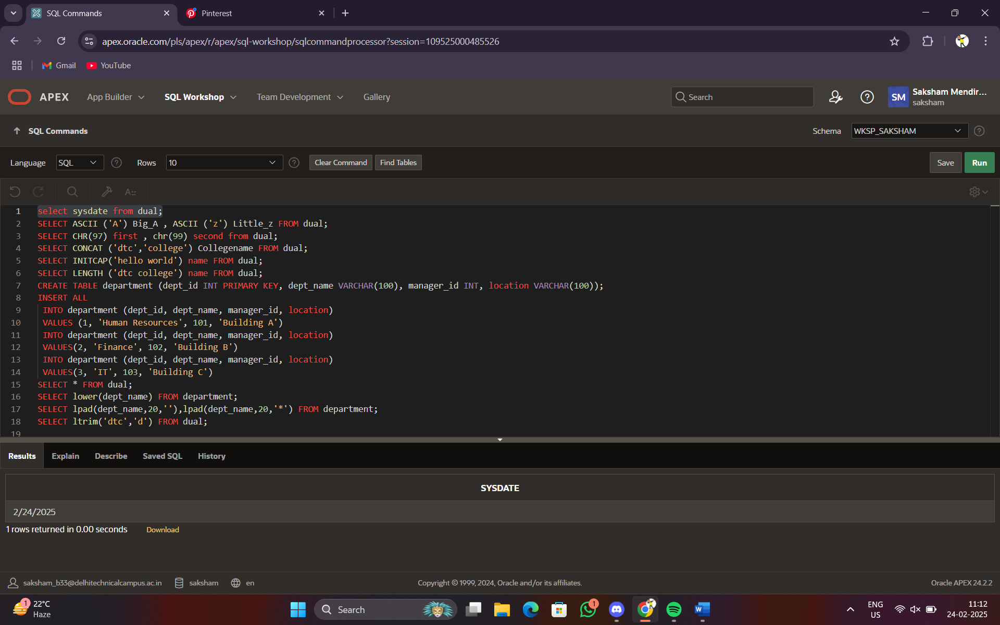 SQL Commands
Pinterest
apex.oracle.com/pls/apex/r/apex/sql-workshop/sqlcommandprocessor?session=109525000485526
Gmail
YouTube
APEX
App Builder
SQL Workshop
Team Development
Gallery
Search
SM
Saksham Mendir...
saksham
SQL Commands
Schema
WKSP_SAKSHAM
Language
SQL
Rows
10
Clear Command
Find Tables
Save
Run
1 select sysdate from dual;
2 SELECT ASCII ('A') Big_A , ASCII ('z') Little_z FROM dual;
3 SELECT CHR(97) first , chr(99) second from dual;
4 SELECT CONCAT ('dtc','college') Collegename FROM dual;
5 SELECT INITCAP('hello world') name FROM dual;
6 SELECT LENGTH ('dtc college') name FROM dual;
7 CREATE TABLE department (dept_id INT PRIMARY KEY, dept_name VARCHAR(100), manager_id INT, location VARCHAR(100));
8 INSERT ALL
9 INTO department (dept_id, dept_name, manager_id, location)
10 VALUES (1, 'Human Resources', 101, 'Building A')
11 INTO department (dept_id, dept_name, manager_id, location)
12 VALUES(2, 'Finance', 102, 'Building B')
13 INTO department (dept_id, dept_name, manager_id, location)
14 VALUES(3, 'IT', 103, 'Building C')
15 SELECT * FROM dual;
16 SELECT lower(dept_name) FROM department;
17 SELECT lpad(dept_name,20,''),lpad(dept_name,20,'*') FROM department;
18 SELECT ltrim('dtc','d') FROM dual;
19
Results
Explain
Describe
Saved SQL
History
SYSDATE
2/24/2025
1 rows returned in 0.00 seconds
Download
saksham_b33@delhitechnicalcampus.ac.in
saksham
en
Copyright © 1999, 2024, Oracle and/or its affiliates.
Oracle APEX 24.2.2
1
22°C
Haze
Search
1
W
ENG
US
11:12
24-02-2025